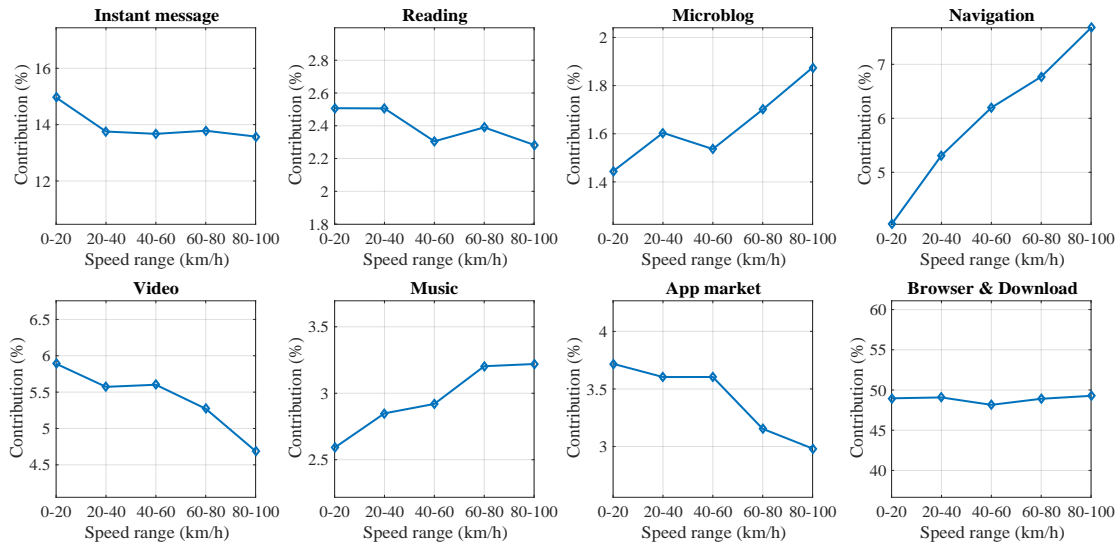 Instant message
Contribution (%)
16
14
12
0-20 20-40 40-60 60-80 80-100
Speed range (km/h)
Reading
Contribution (%)
2.8
2.6
2.4
2.2
2
1.8
0-20 20-40 40-60 60-80 80-100
Speed range (km/h)
Microblog
Contribution (%)
2
1.8
1.6
1.4
0-20 20-40 40-60 60-80 80-100
Speed range (km/h)
Navigation
Contribution (%)
7
6
5
0-20 20-40 40-60 60-80 80-100
Speed range (km/h)
Video
Contribution (%)
6.5
6
5.5
5
4.5
0-20 20-40 40-60 60-80 80-100
Speed range (km/h)
Music
Contribution (%)
3.5
3
2.5
0-20 20-40 40-60 60-80 80-100
Speed range (km/h)
App market
Contribution (%)
4
3.5
3
0-20 20-40 40-60 60-80 80-100
Speed range (km/h)
Browser & Download
Contribution (%)
60
55
50
45
40
0-20 20-40 40-60 60-80 80-100
Speed range (km/h)